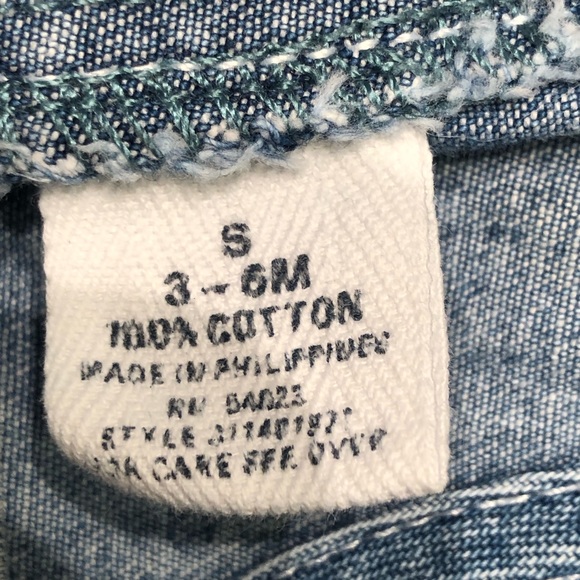 S
3-6M
100% COTTON
MADE IN PHILIPPINES
RN 54023
STYLE
CARE SEE OVER